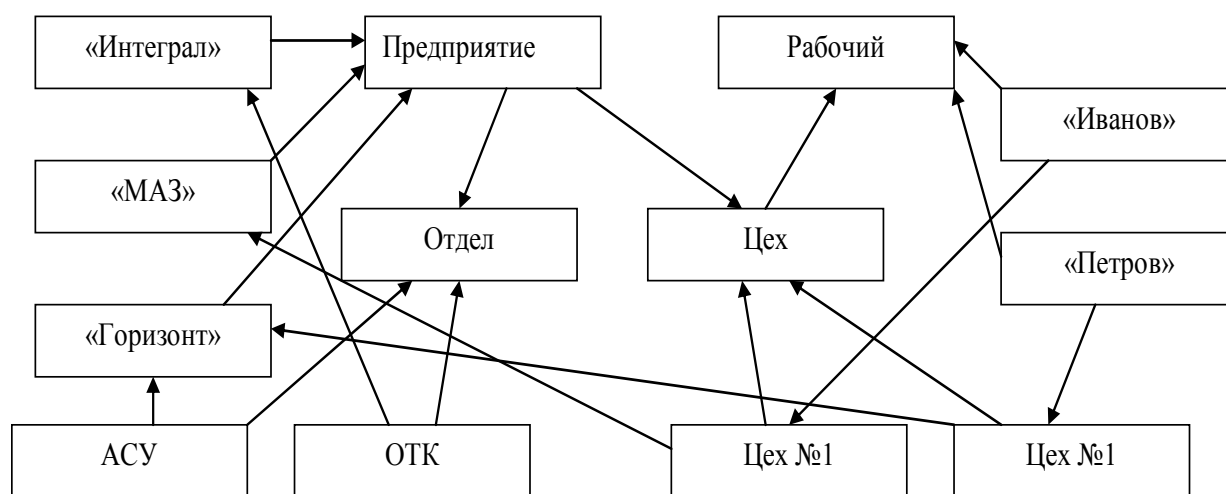 «Интеграл»
Предприятие
Рабочий
«Иванов»
«МАЗ»
Отдел
Цех
«Петров»
«Горизонт»
АСУ
ОТК
Цех №1
Цех №1